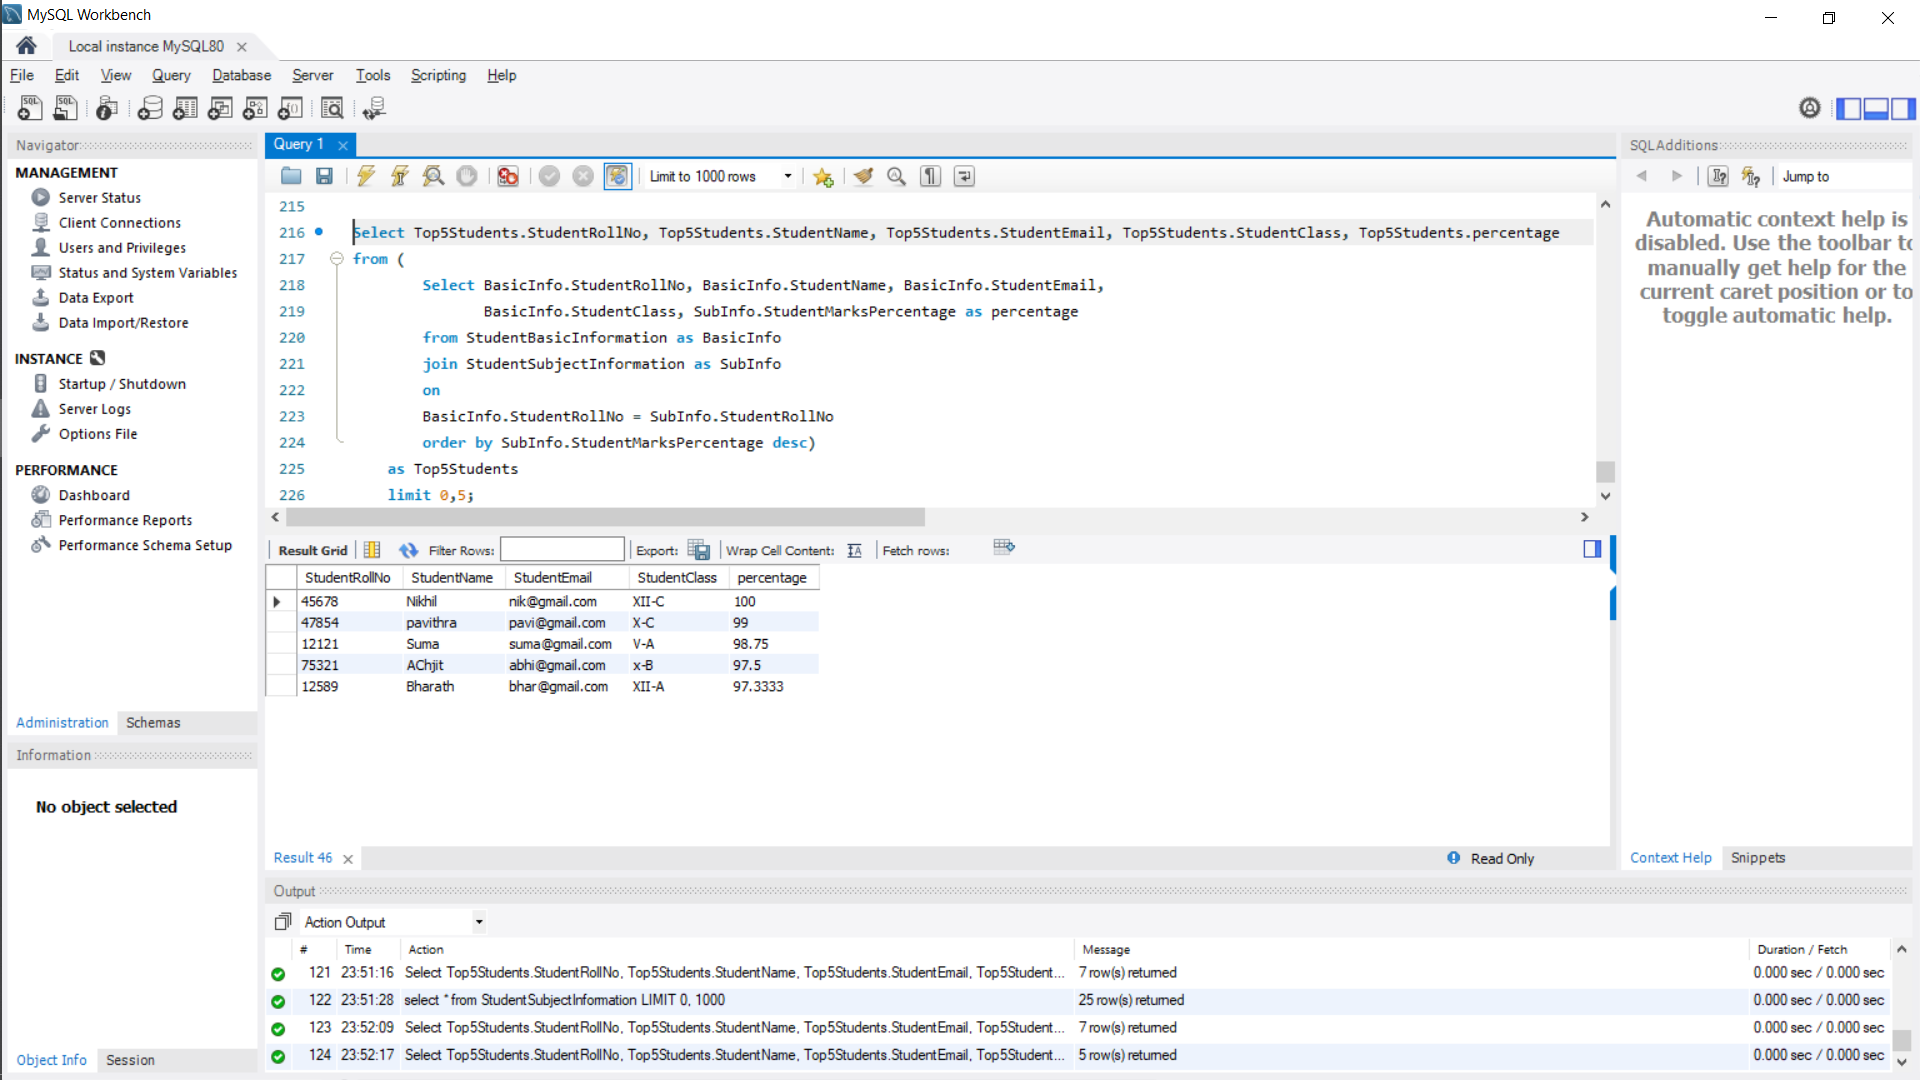 MySQL Workbench
Local instance MySQL80
File Edit View Query Database Server Tools Scripting Help
Navigator
MANAGEMENT
Server Status
Client Connections
Users and Privileges
Status and System Variables
Data Export
Data Import/Restore
INSTANCE
Startup / Shutdown
Server Logs
Options File
PERFORMANCE
Dashboard
Performance Reports
Performance Schema Setup
Administration Schemas
Information
No object selected
Object Info Session
Query 1
Limit to 1000 rows
215
216 Select Top5Students.StudentRollNo, Top5Students.StudentName, Top5Students.StudentEmail, Top5Students.StudentClass, Top5Students.percentage
217 from (
218 Select BasicInfo.StudentRollNo, BasicInfo.StudentName, BasicInfo.StudentEmail,
219 BasicInfo.StudentClass, SubInfo.StudentMarksPercentage as percentage
220 from StudentBasicInformation as BasicInfo
221 join StudentSubjectInformation as SubInfo
222 on
223 BasicInfo.StudentRollNo = SubInfo.StudentRollNo
224 order by SubInfo.StudentMarksPercentage desc)
225 as Top5Students
226 limit 0,5;
Result Grid Filter Rows: Export: Wrap Cell Content: Fetch rows:
StudentRollNo StudentName StudentEmail StudentClass percentage
45678 Nikhil nik@gmail.com XII-C 100
47854 pavithra pavi@gmail.com X-C 99
12121 Suma suma@gmail.com V-A 98.75
75321 AChjit abhi@gmail.com x-B 97.5
12589 Bharath bhar@gmail.com XII-A 97.3333
Result 46
Read Only
SQLAdditions
Jump to
Automatic context help is
disabled. Use the toolbar to
manually get help for the
current caret position or to
toggle automatic help.
Context Help Snippets
Output
Action Output
# Time Action Message Duration / Fetch
121 23:51:16 Select Top5Students.StudentRollNo, Top5Students.StudentName, Top5Students.StudentEmail, Top5Student... 7 row(s) returned 0.000 sec / 0.000 sec
122 23:51:28 select * from StudentSubjectInformation LIMIT 0, 1000 25 row(s) returned 0.000 sec / 0.000 sec
123 23:52:09 Select Top5Students.StudentRollNo, Top5Students.StudentName, Top5Students.StudentEmail, Top5Student... 7 row(s) returned 0.000 sec / 0.000 sec
124 23:52:17 Select Top5Students.StudentRollNo, Top5Students.StudentName, Top5Students.StudentEmail, Top5Student... 5 row(s) returned 0.000 sec / 0.000 sec